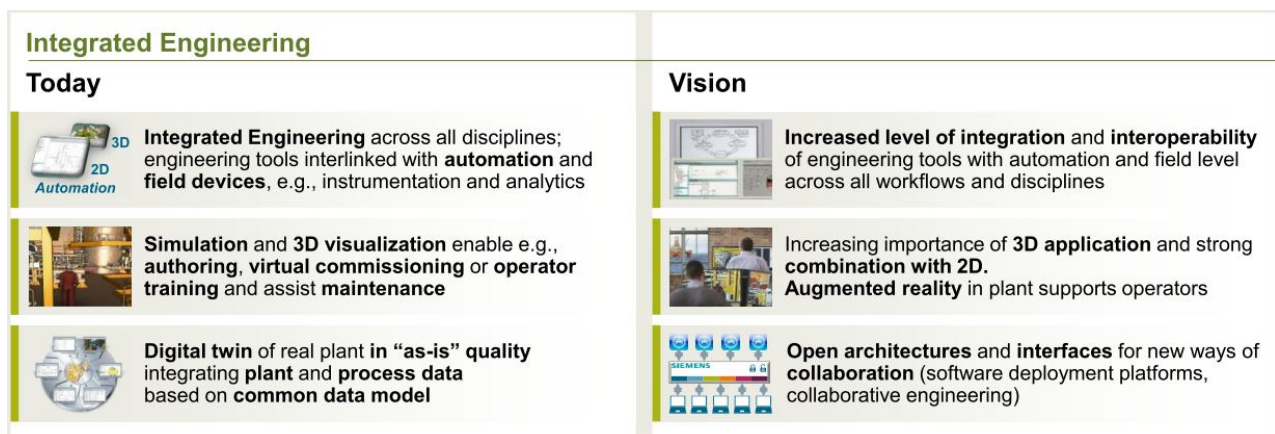 Integrated Engineering
Today
3D
2D
Automation
Integrated Engineering across all disciplines;
engineering tools interlinked with automation and
field devices, e.g., instrumentation and analytics
Simulation and 3D visualization enable e.g.,
authoring, virtual commissioning or operator
training and assist maintenance
Digital twin of real plant in “as-is” quality
integrating plant and process data
based on common data model
Vision
Increased level of integration and interoperability
of engineering tools with automation and field level
across all workflows and disciplines
Increasing importance of 3D application and strong
combination with 2D.
Augmented reality in plant supports operators
SIEMENS
Open architectures and interfaces for new ways of
collaboration (software deployment platforms,
collaborative engineering)